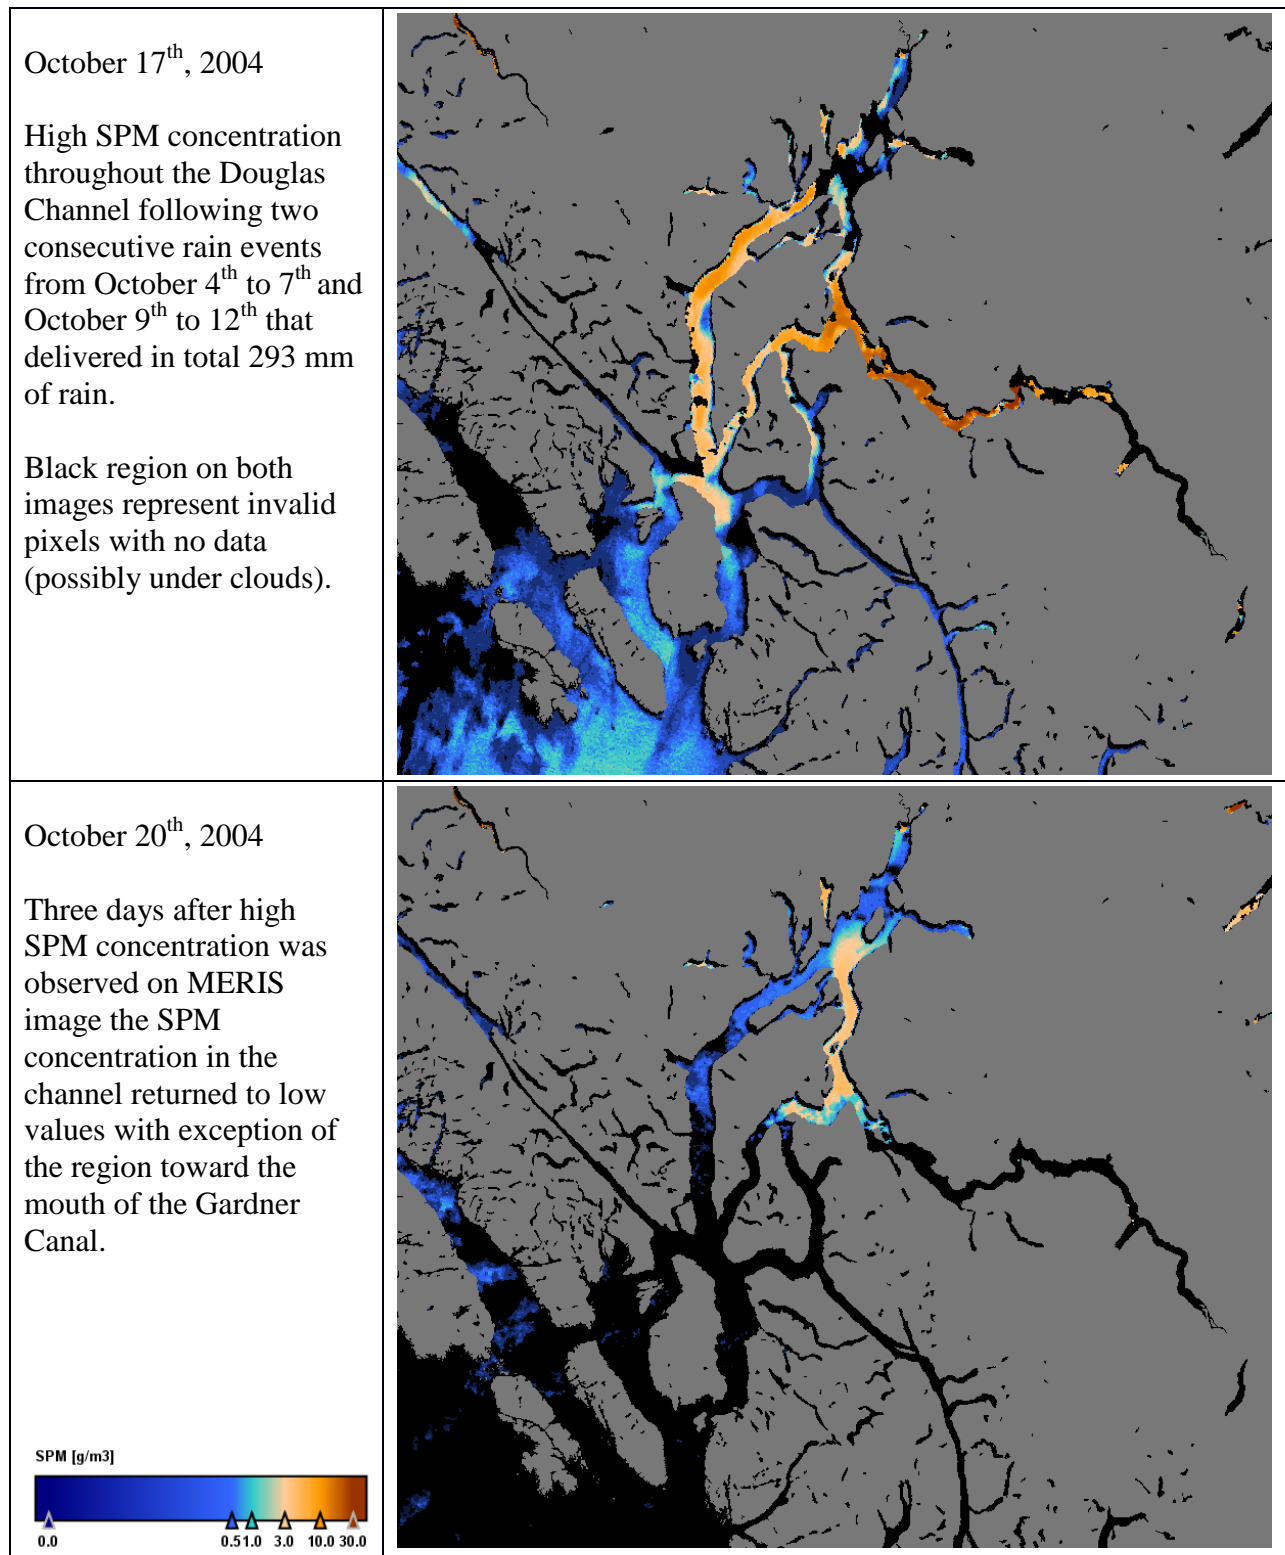 October 17th, 2004
High SPM concentration
throughout the Douglas
Channel following two
consecutive rain events
from October 4th to 7th and
October 9th to 12th that
delivered in total 293 mm
of rain.
Black region on both
images represent invalid
pixels with no data
(possibly under clouds).
October 20th, 2004
Three days after high
SPM concentration was
observed on MERIS
image the SPM
concentration in the
channel returned to low
values with exception of
the region toward the
mouth of the Gardner
Canal.
SPM [g/m3]
0.0 0.5 1.0 3.0 10.0 30.0